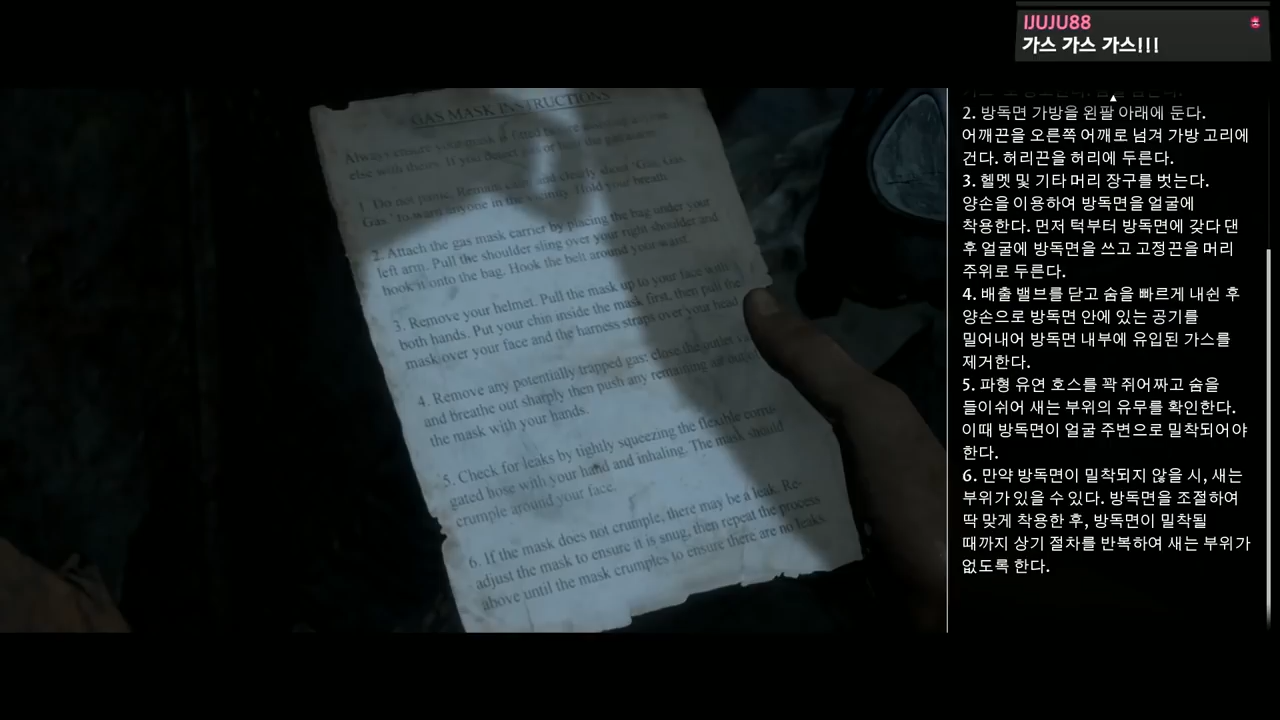 IJUJU88
가스 가스 가스!!!
GAS MASK INSTRUCTIONS
Always ensure your mask is fitted before
else with theirs. If you detect gas or hear the gas alarm
1. Do not panic. Remain calm and clearly shout "Gas, Gas,
Gas." to warn anyone in the vicinity. Hold your breath.
2. Attach the gas mask carrier by placing the bag under your
left arm. Pull the shoulder sling over your right shoulder and
hook it onto the bag. Hook the belt around your waist.
3. Remove your helmet. Pull the mask up to your face with
both hands. Put your chin inside the mask first, then pull the
mask over your face and the harness straps over your head
4. Remove any potentially trapped gas: close the outlet
and breathe out sharply then push any remaining air out of
the mask with your hands.
5. Check for leaks by tightly squeezing the flexible corru-
gated hose with your hand and inhaling. The mask should
crumple around your face.
6. If the mask does not crumple, there may be a leak. Re-
adjust the mask to ensure it is snug, then repeat the process
above until the mask crumples to ensure there are no leaks.
2. 방독면 가방을 왼팔 아래에 둔다.
어깨끈을 오른쪽 어깨로 넘겨 가방 고리에
건다. 허리끈을 허리에 두른다.
3. 헬멧 및 기타 머리 장구를 벗는다.
양손을 이용하여 방독면을 얼굴에
착용한다. 먼저 턱부터 방독면에 갖다 댄
후 얼굴에 방독면을 쓰고 고정끈을 머리
주위로 두른다.
4. 배출 밸브를 닫고 숨을 빠르게 내쉰 후
양손으로 방독면 안에 있는 공기를
밀어내어 방독면 내부에 유입된 가스를
제거한다.
5. 파형 유연 호스를 꽉 쥐어짜고 숨을
들이쉬어 새는 부위의 유무를 확인한다.
이때 방독면이 얼굴 주변으로 밀착되어야
한다.
6. 만약 방독면이 밀착되지 않을 시, 새는
부위가 있을 수 있다. 방독면을 조절하여
딱 맞게 착용한 후, 방독면이 밀착될
때까지 상기 절차를 반복하여 새는 부위가
없도록 한다.